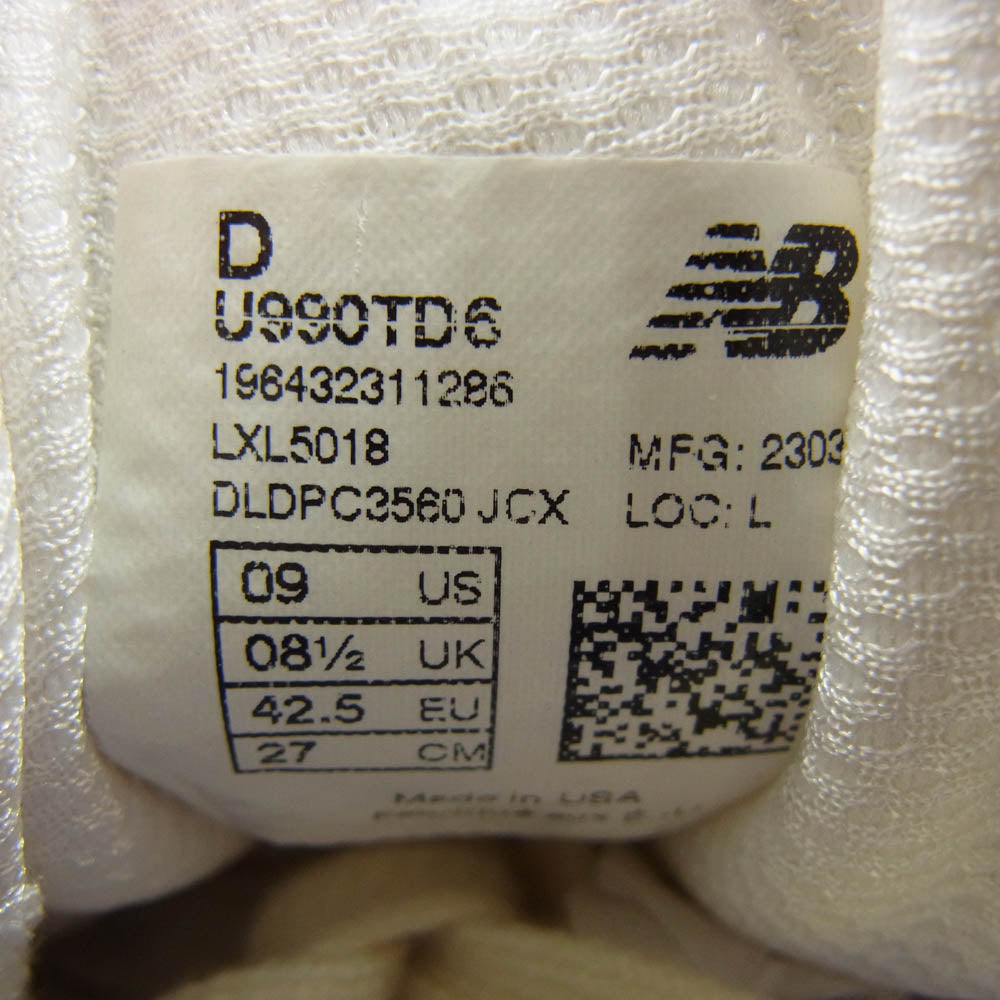 D
NB
U990TD6
196432311286
LXL5018
MFG: 2303
DLDPC3560 JCX
LOC: L
09 US
08½ UK
42.5 EU
27 CM
Made in USA